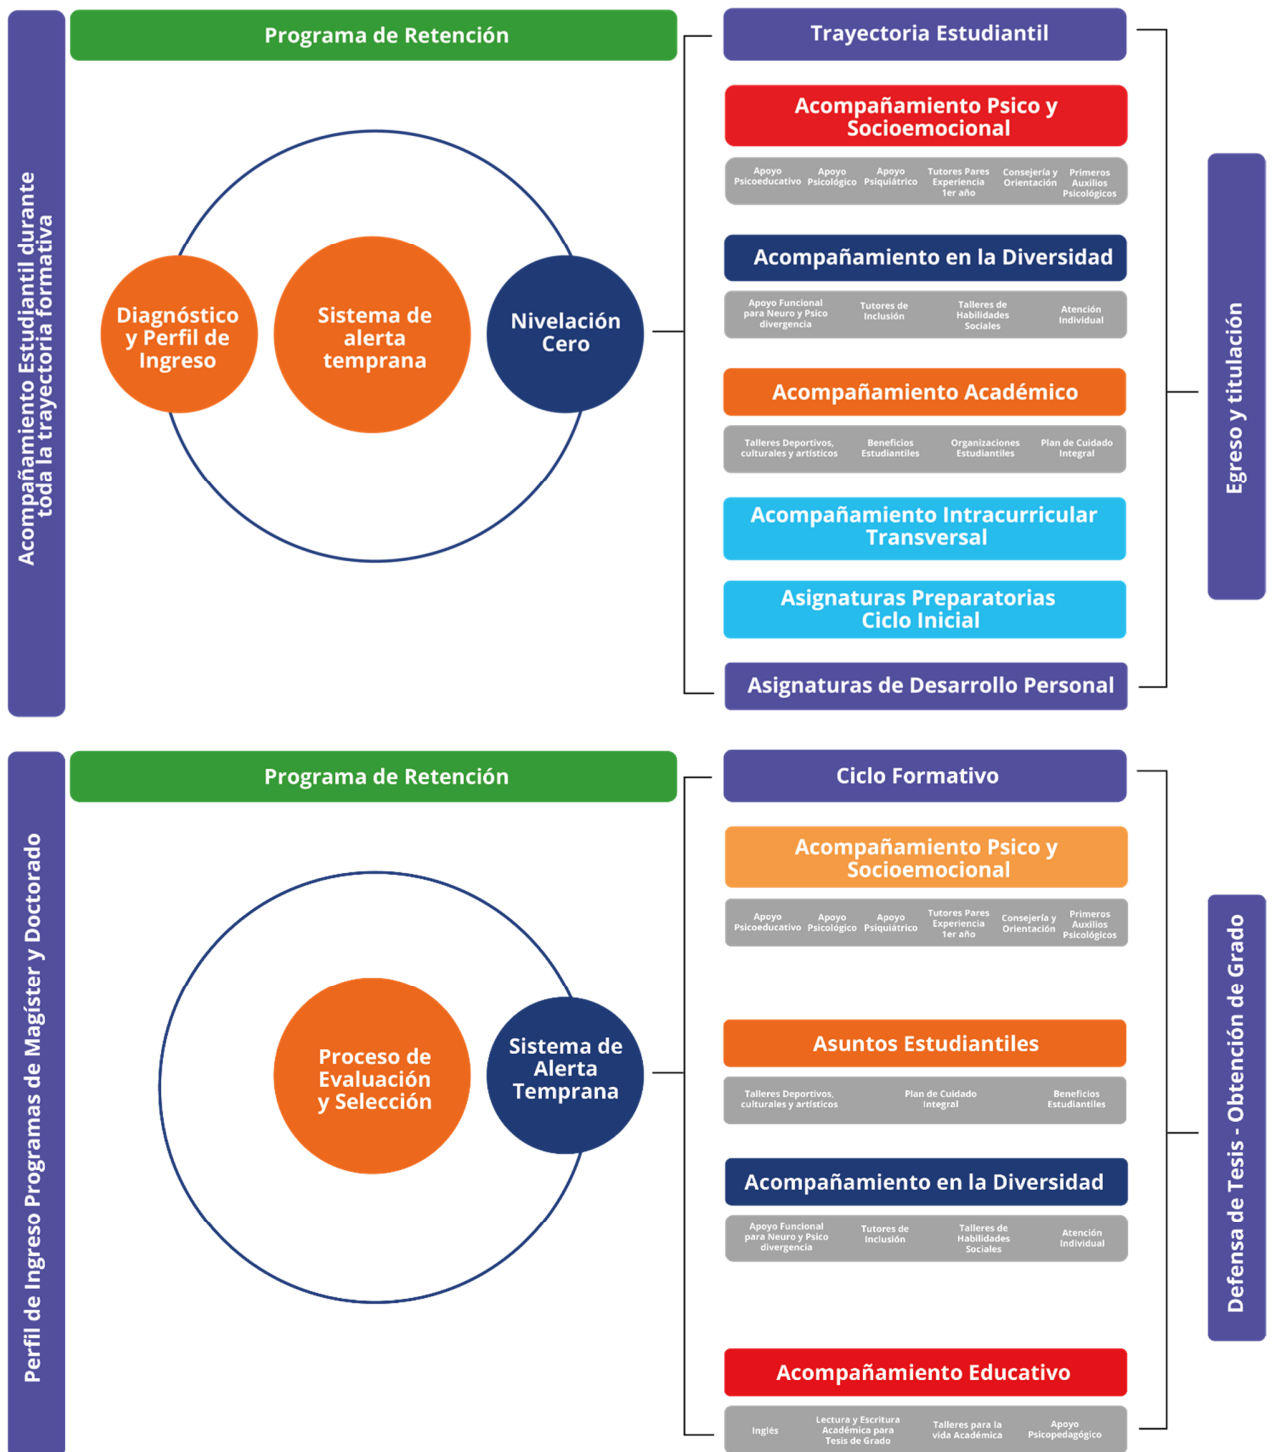 Acompañamiento Estudiantil durante
toda la trayectoria formativa
Programa de Retención
Diagnóstico
y Perfil de
Ingreso
Sistema de
alerta
temprana
Nivelación
Cero
Trayectoria Estudiantil
Acompañamiento Psico y
Socioemocional
Apoyo
Psicoeducativo
Apoyo
Psicológico
Apoyo
Psiquiátrico
Tutores Pares
Experiencia
1er año
Consejería y
Orientación
Primeros
Auxilios
Psicológicos
Acompañamiento en la Diversidad
Apoyo Funcional
para Neuro y Psico
divergencia
Tutores de
Inclusión
Talleres de
Habilidades
Sociales
Atención
Individual
Acompañamiento Académico
Talleres Deportivos,
culturales y artísticos
Beneficios
Estudiantiles
Organizaciones
Estudiantiles
Plan de Cuidado
Integral
Acompañamiento Intracurricular
Transversal
Asignaturas Preparatorias
Ciclo Inicial
Asignaturas de Desarrollo Personal
Egreso y titulación
Perfil de Ingreso Programas de Magíster y Doctorado
Programa de Retención
Proceso de
Evaluación
y Selección
Sistema de
Alerta
Temprana
Ciclo Formativo
Acompañamiento Psico y
Socioemocional
Apoyo
Psicoeducativo
Apoyo
Psicológico
Apoyo
Psiquiátrico
Tutores Pares
Experiencia
1er año
Consejería y
Orientación
Primeros
Auxilios
Psicológicos
Asuntos Estudiantiles
Talleres Deportivos,
culturales y artísticos
Plan de Cuidado
Integral
Beneficios
Estudiantiles
Acompañamiento en la Diversidad
Apoyo Funcional
para Neuro y Psico
divergencia
Tutores de
Inclusión
Talleres de
Habilidades
Sociales
Atención
Individual
Acompañamiento Educativo
Inglés
Lectura y Escritura
Académica para
Tesis de Grado
Talleres para la
vida Académica
Apoyo
Psicopedagógico
Defensa de Tesis - Obtención de Grado